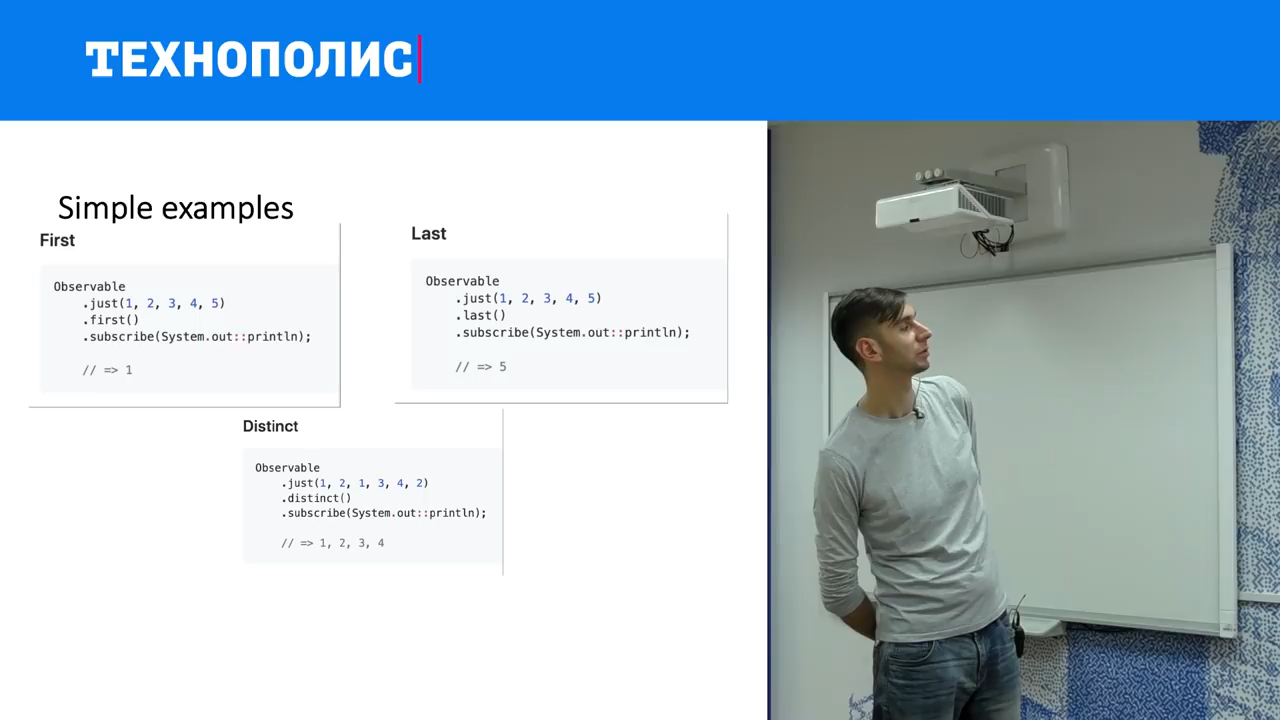 ТЕХНОПОЛИС
Simple examples
First
Observable
.just(1, 2, 3, 4, 5)
.first()
.subscribe(System.out::println);
// => 1
Last
Observable
.just(1, 2, 3, 4, 5)
.last()
.subscribe(System.out::println);
// => 5
Distinct
Observable
.just(1, 2, 1, 3, 4, 2)
.distinct()
.subscribe(System.out::println);
// => 1, 2, 3, 4